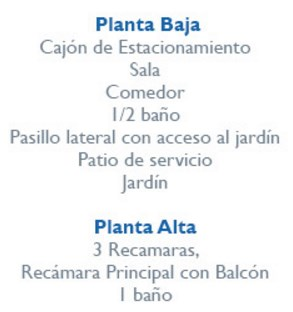 Planta Baja
Cajón de Estacionamiento
Sala
Comedor
1/2 baño
Pasillo lateral con acceso al jardín
Patio de servicio
Jardín
Planta Alta
3 Recamaras,
Recámara Principal con Balcón
1 baño